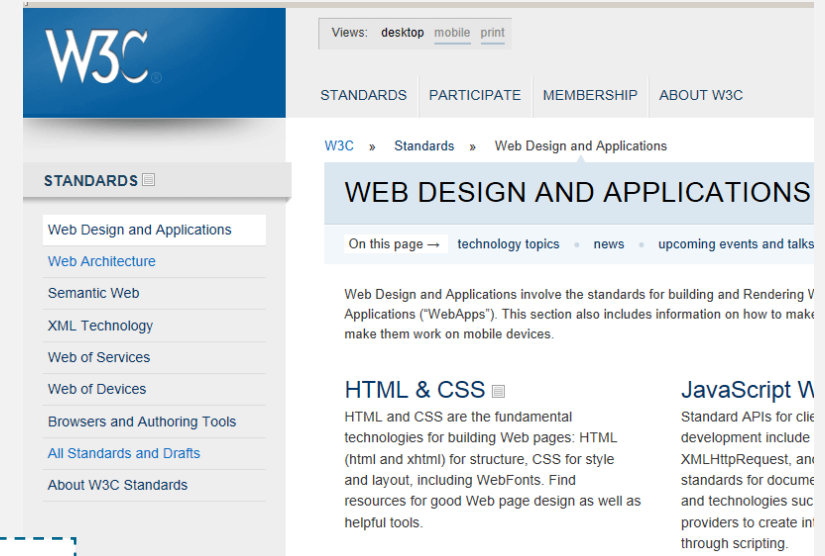 W3C®
Views: desktop mobile print
STANDARDS PARTICIPATE MEMBERSHIP ABOUT W3C
W3C » Standards » Web Design and Applications
STANDARDS
Web Design and Applications
Web Architecture
Semantic Web
XML Technology
Web of Services
Web of Devices
Browsers and Authoring Tools
All Standards and Drafts
About W3C Standards
WEB DESIGN AND APPLICATIONS
On this page → technology topics • news • upcoming events and talks
Web Design and Applications involve the standards for building and Rendering
Applications (“WebApps”). This section also includes information on how to make
make them work on mobile devices.
HTML & CSS
HTML and CSS are the fundamental
technologies for building Web pages: HTML
(html and xhtml) for structure, CSS for style
and layout, including WebFonts. Find
resources for good Web page design as well as
helpful tools.
JavaScript
Standard APIs for
development include
XMLHttpRequest,
standards for
and technologies
providers to create
through scripting.